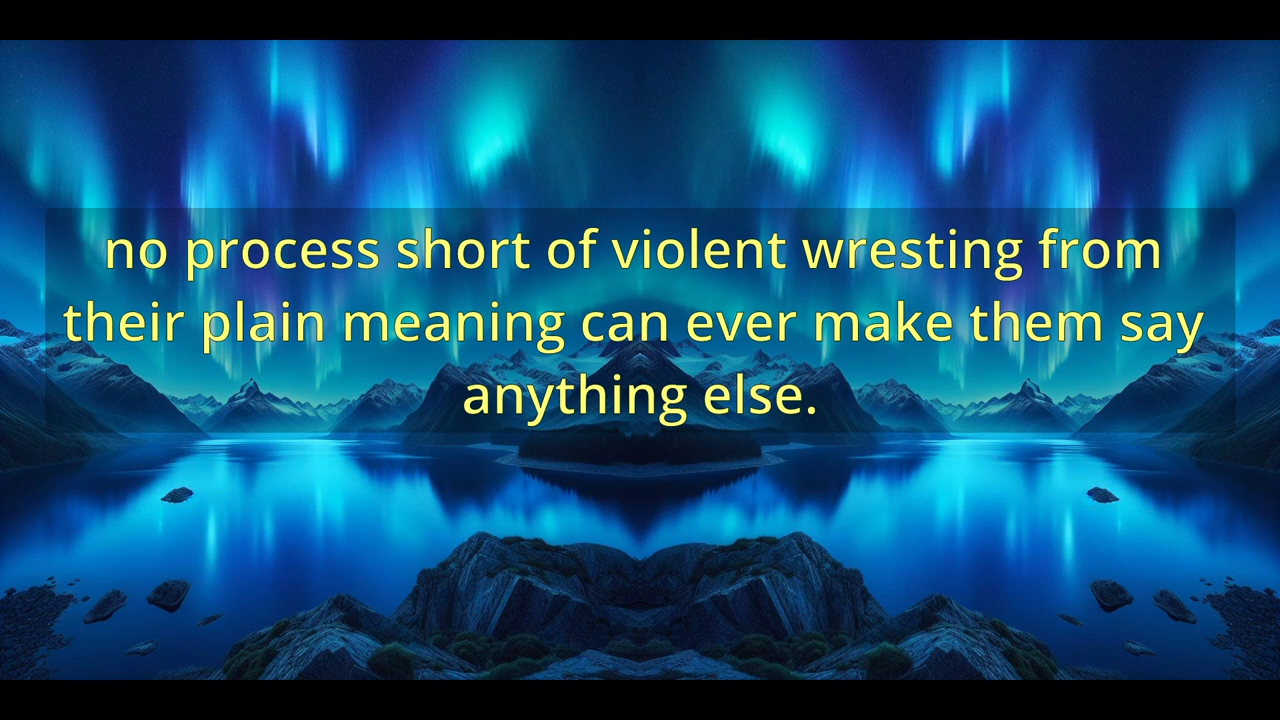 no process short of violent wresting from
their plain meaning can ever make them say
anything else.